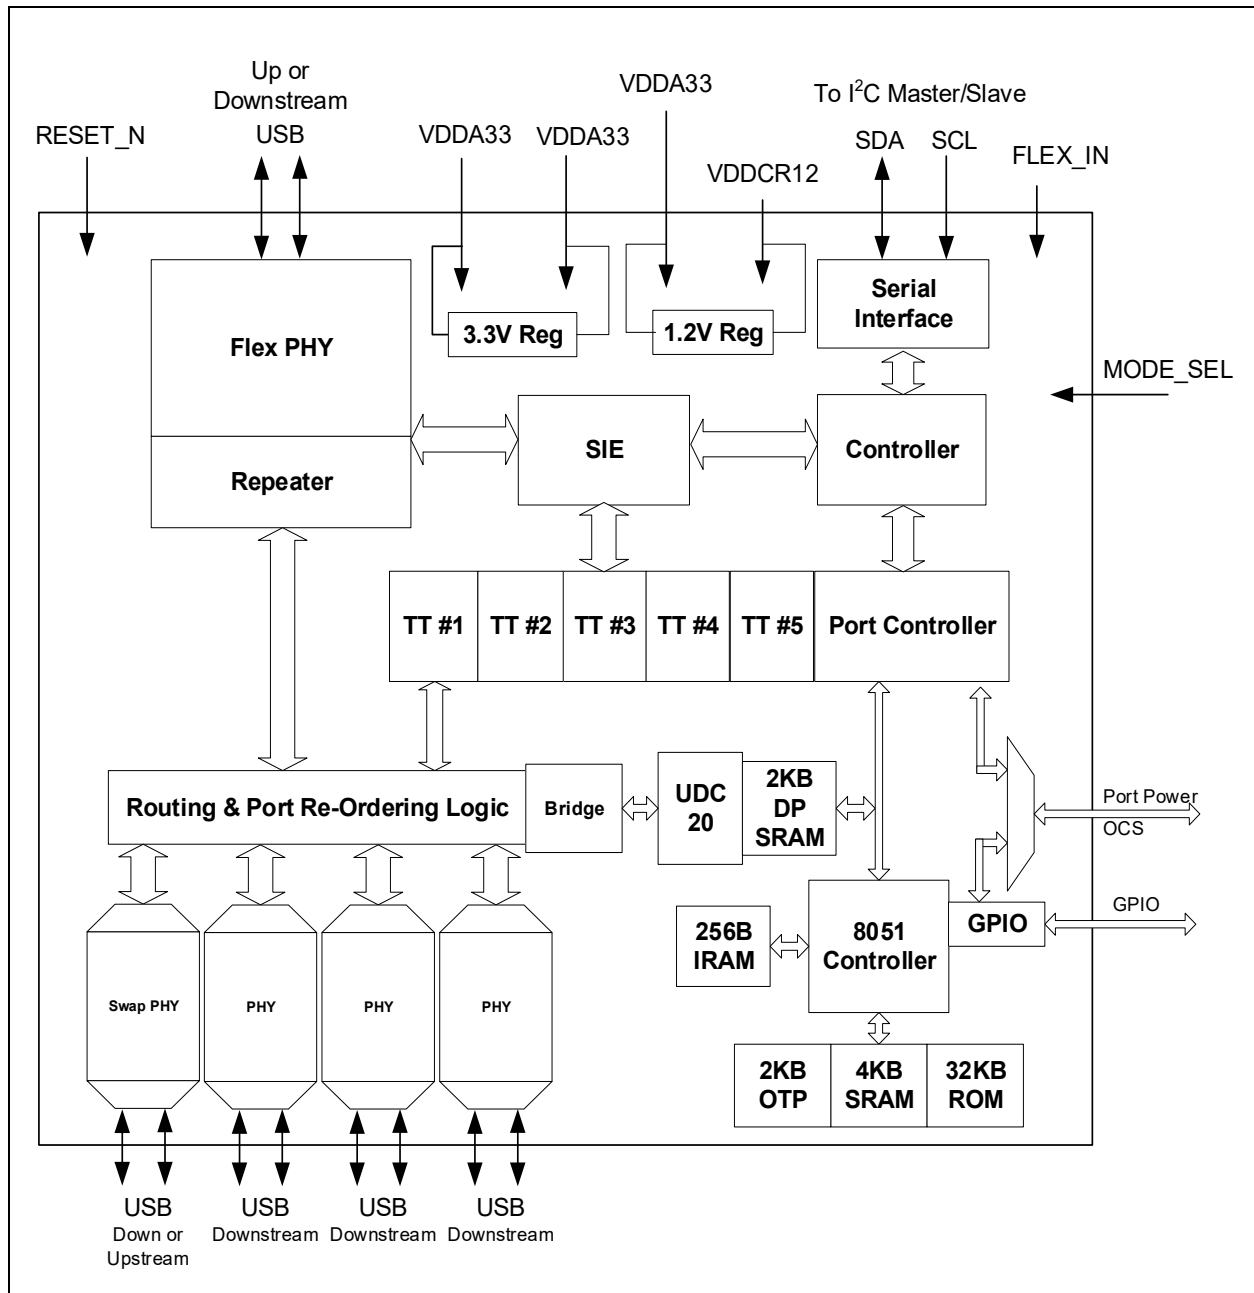 Up or
Downstream
USB
RESET_N
VDDA33
VDDA33
VDDA33
VDDCR12
To I²C Master/Slave
SDA
SCL
FLEX_IN
Flex PHY
3.3V Reg
1.2V Reg
Serial
Interface
MODE_SEL
Repeater
SIE
Controller
TT #1
TT #2
TT #3
TT #4
TT #5
Port Controller
Routing & Port Re-Ordering Logic
Bridge
UDC
20
2KB
DP
SRAM
Port Power
OCS
256B
IRAM
8051
Controller
GPIO
GPIO
Swap PHY
PHY
PHY
PHY
2KB
OTP
4KB
SRAM
32KB
ROM
USB
Down or
Upstream
USB
Downstream
USB
Downstream
USB
Downstream